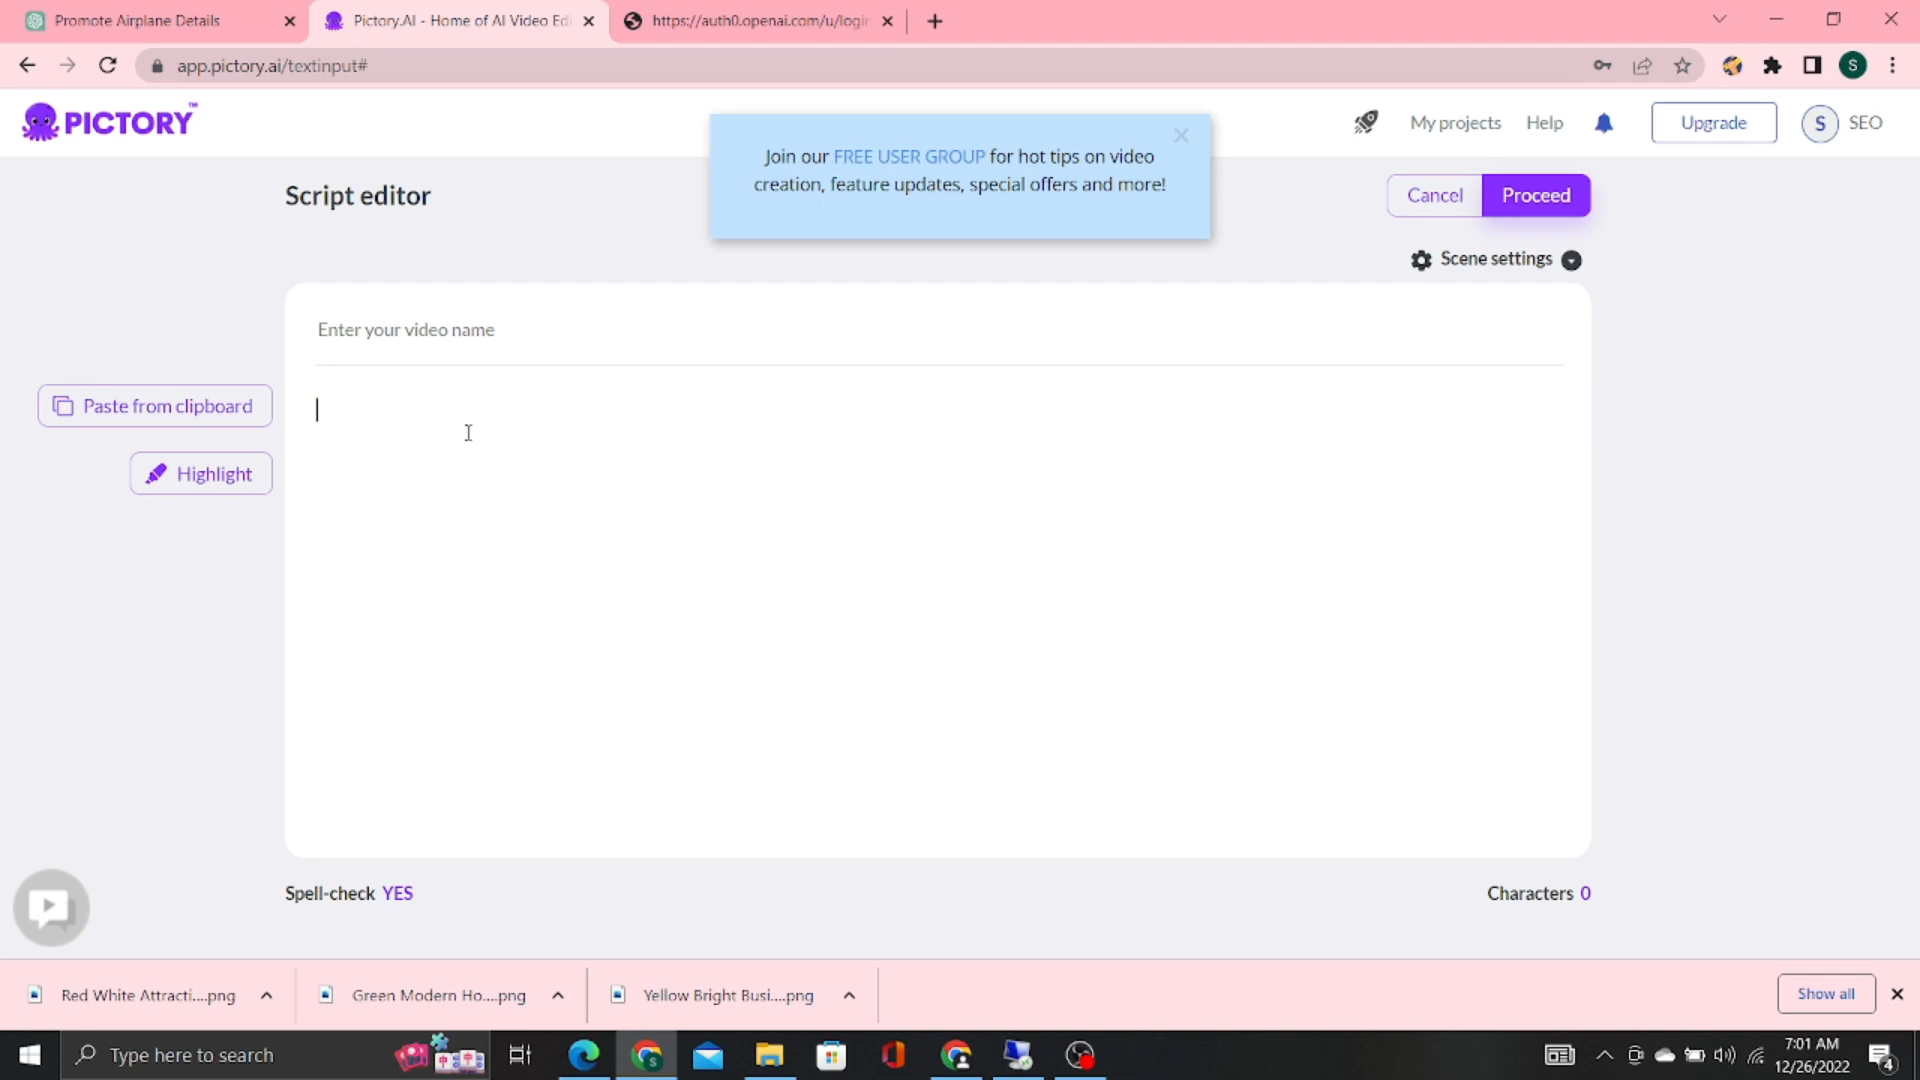 Promote Airplane Details
Pictory.AI - Home of AI Video Edi
https://auth0.openai.com/u/login
app.pictory.ai/textinput#
S
PICTORY™
Join our FREE USER GROUP for hot tips on video
creation, feature updates, special offers and more!
My projects
Help
Upgrade
S
SEO
Script editor
Cancel
Proceed
Scene settings
Enter your video name
Paste from clipboard
Highlight
Spell-check YES
Characters 0
Red White Attracti....png
Green Modern Ho....png
Yellow Bright Busi....png
Show all
Type here to search
7:01 AM
12/26/2022
4